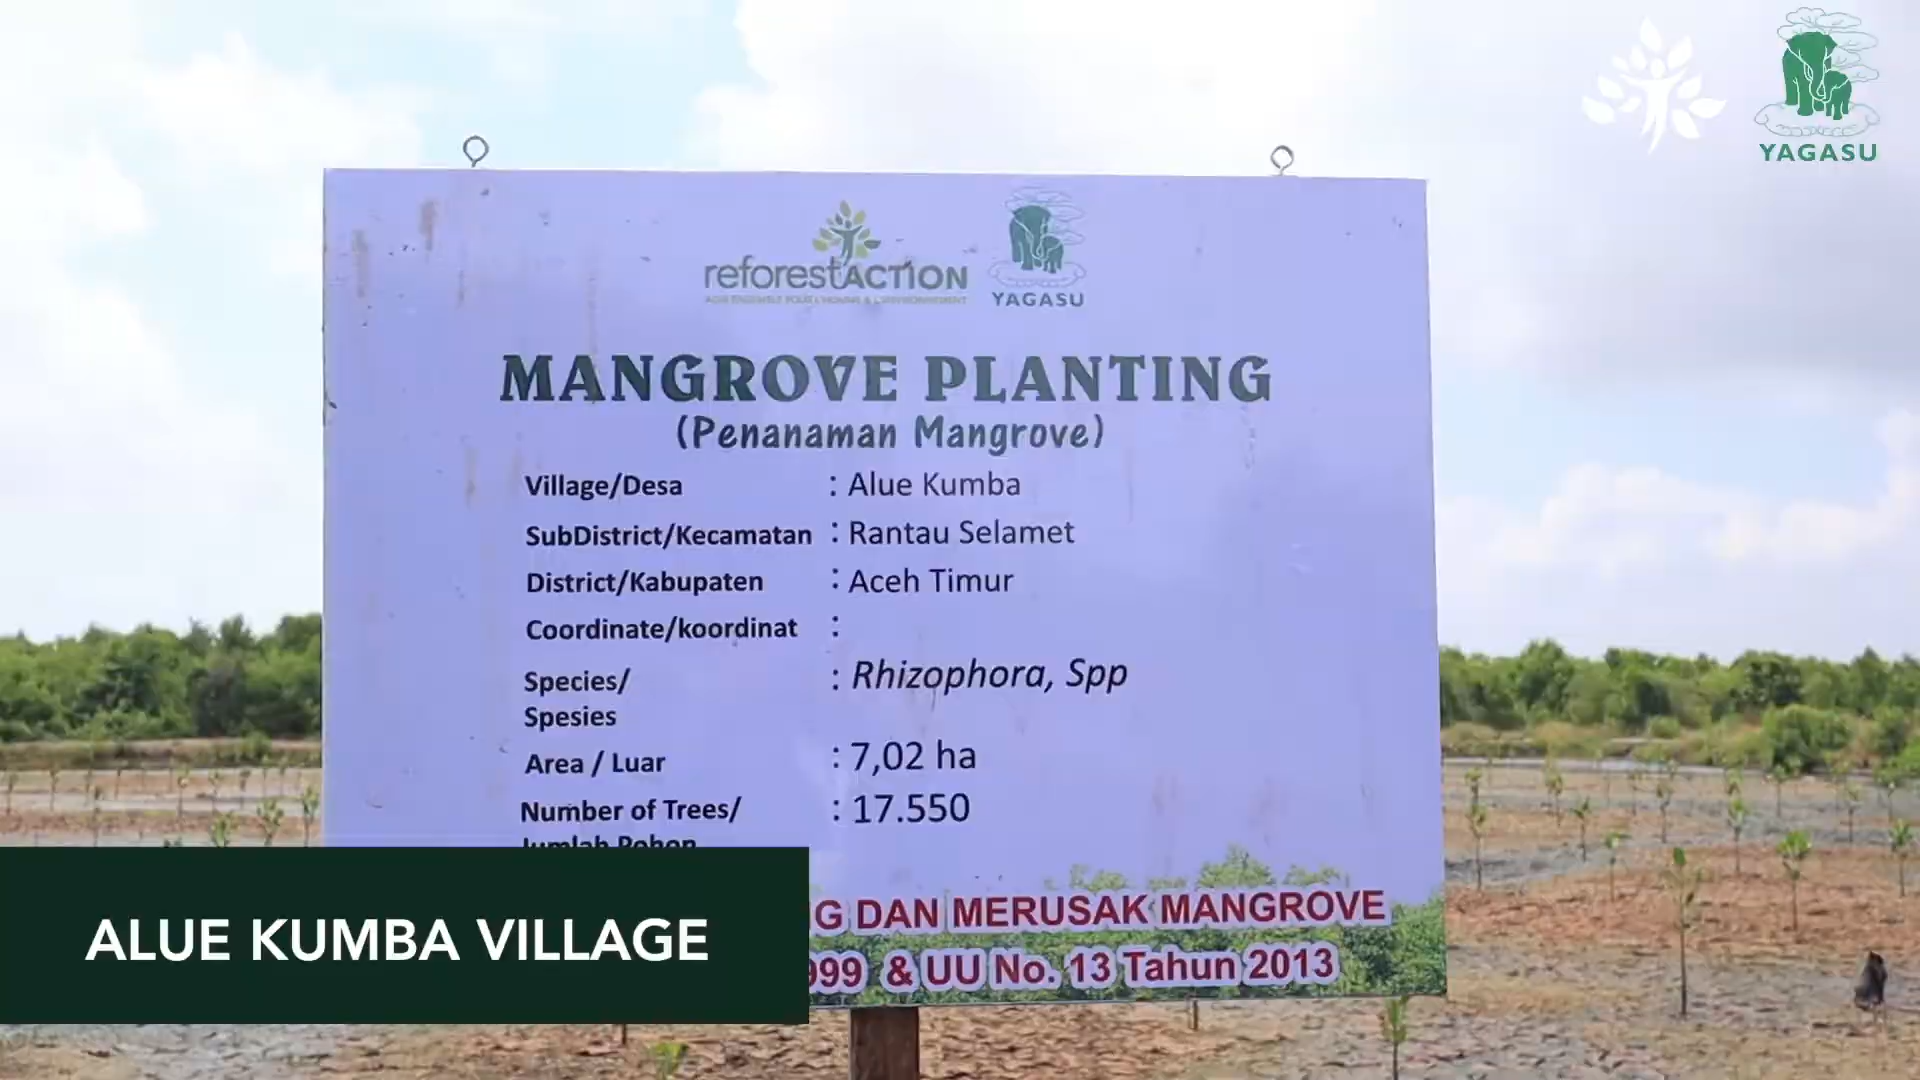 YAGASU
reforestACTION
YAGASU
MANGROVE PLANTING
(Penanaman Mangrove)
Village/Desa : Alue Kumba
SubDistrict/Kecamatan : Rantau Selamet
District/Kabupaten : Aceh Timur
Coordinate/koordinat :
Species/ : Rhizophora, Spp
Spesies
Area / Luar : 7,02 ha
Number of Trees/ : 17.550
Jumlah Pohon
DAN MERUSAK MANGROVE
& UU No. 13 Tahun 2013
ALUE KUMBA VILLAGE